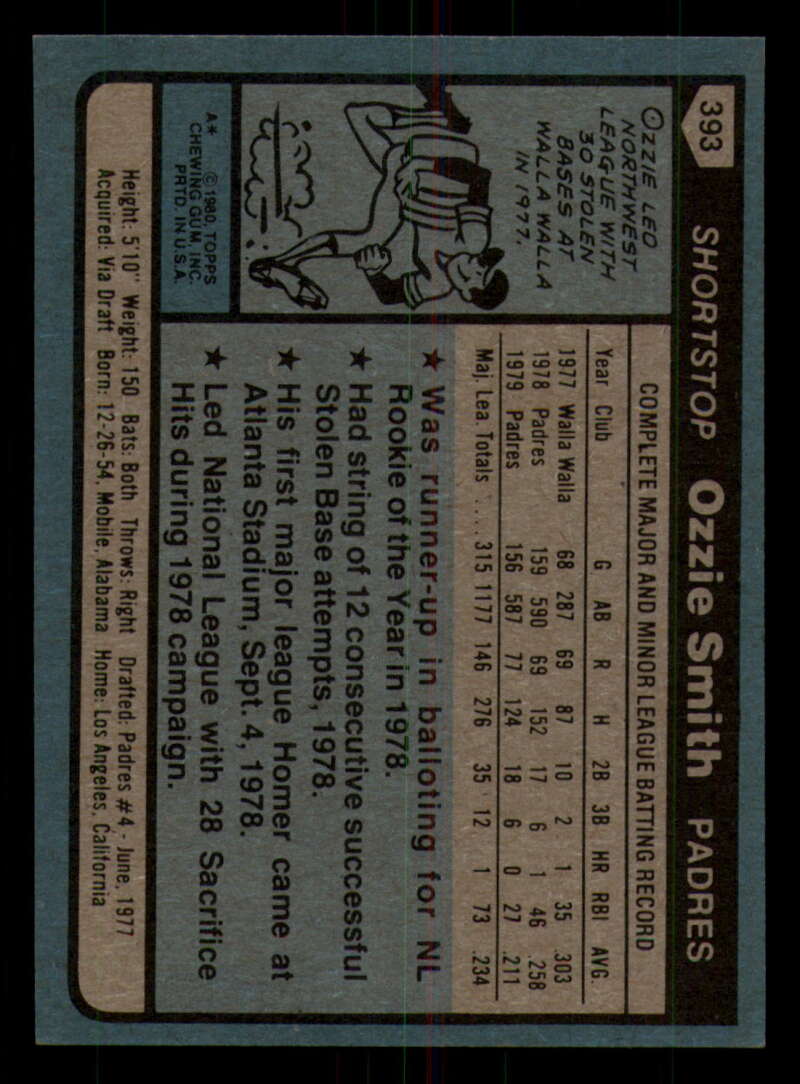 393 SHORTSTOP Ozzie Smith PADRES
OZZIE LED
NORTHWEST
LEAGUE WITH
30 STOLEN
BASES AT
WALLA WALLA
IN 1977.
A* © 1980, TOPPS
CHEWING GUM, INC.
PRTD. IN U.S.A.
COMPLETE MAJOR AND MINOR LEAGUE BATTING RECORD
Year Club G AB R H 2B 3B HR RBI AVG.
1977 Walla Walla 68 287 69 87 10 2 1 35 .303
1978 Padres 159 590 69 152 17 6 1 46 .258
1979 Padres 156 587 77 124 18 6 0 27 .211
Maj. Lea. Totals .... 315 1177 146 276 35 12 1 73 .234
★ Was runner-up in balloting for NL
Rookie of the Year in 1978.
★ Had string of 12 consecutive successful
Stolen Base attempts, 1978.
★ His first major league Homer came at
Atlanta Stadium, Sept. 4, 1978.
★ Led National League with 28 Sacrifice
Hits during 1978 campaign.
Height: 5'10" Weight: 150 Bats: Both Throws: Right Drafted: Padres #4 - June, 1977
Acquired: Via Draft Born: 12-26-54, Mobile, Alabama Home: Los Angeles, California